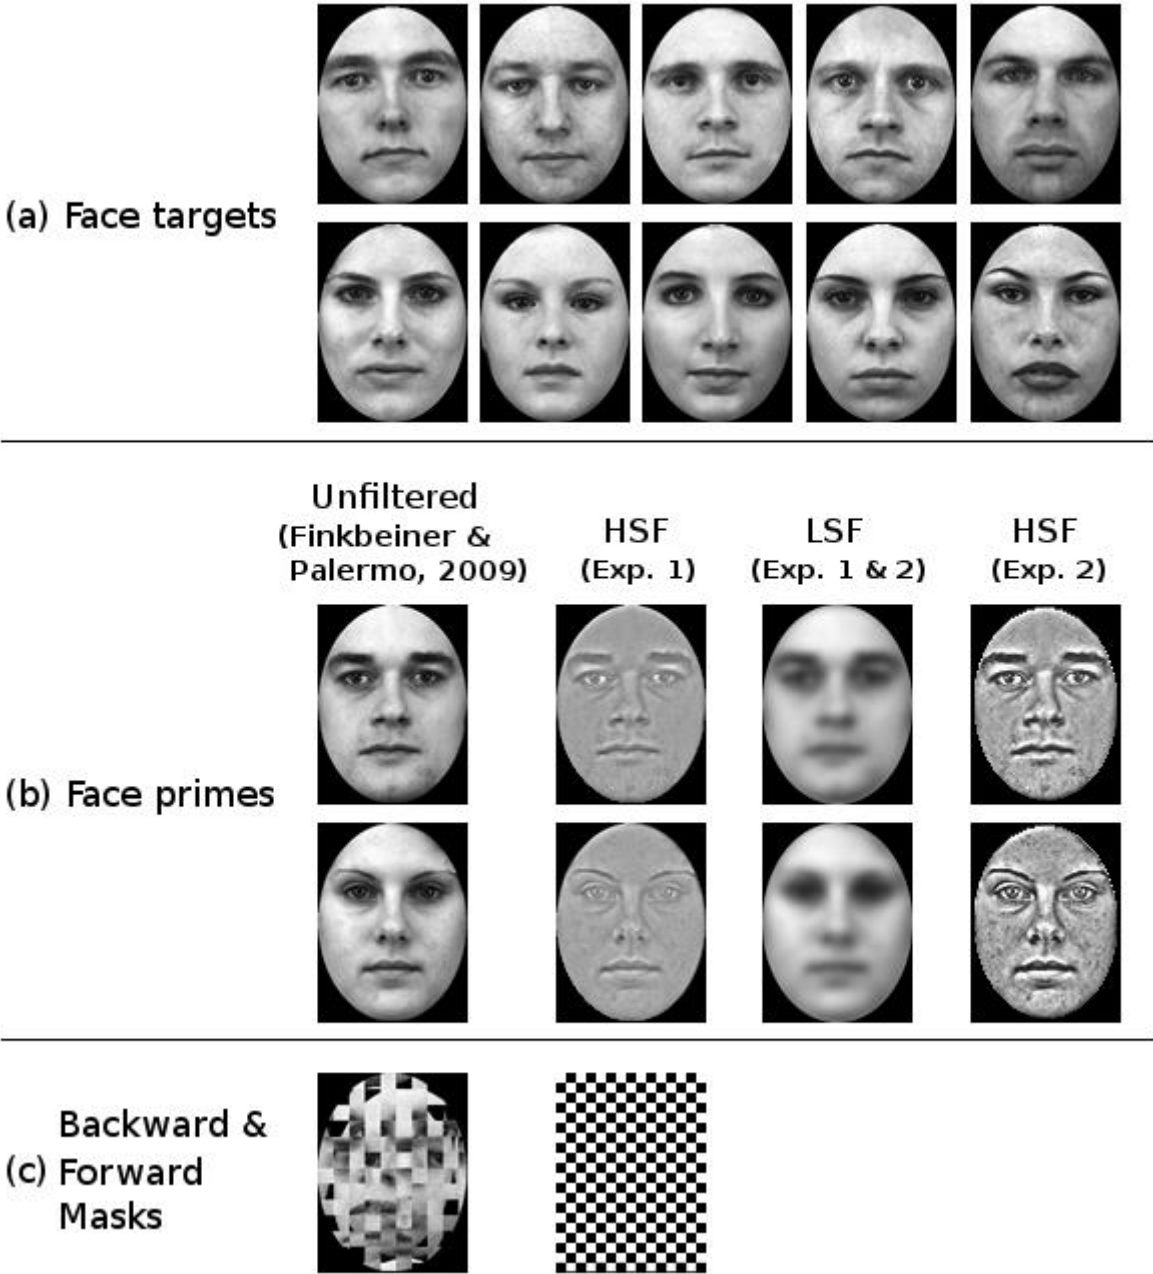 (a) Face targets
Unfiltered
(Finkbeiner &
Palermo, 2009)
HSF
(Exp. 1)
LSF
(Exp. 1 & 2)
HSF
(Exp. 2)
(b) Face primes
Backward &
(c) Forward
Masks